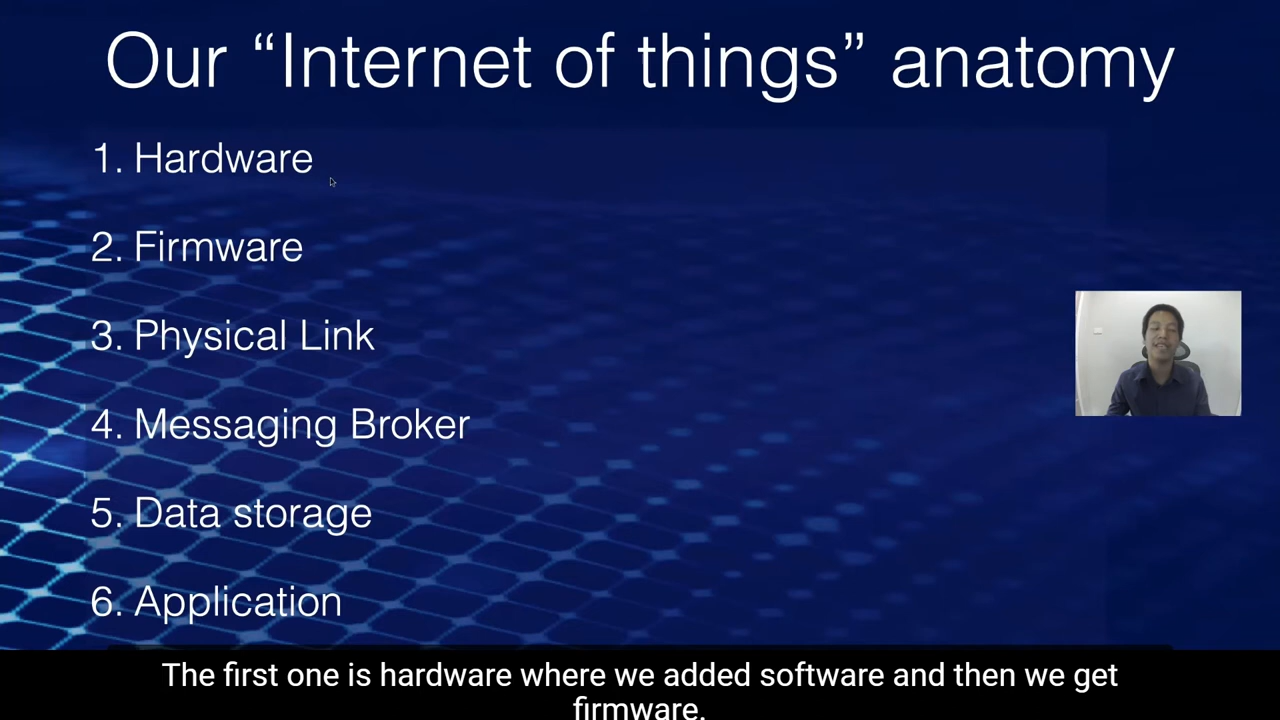 Our “Internet of things” anatomy
1. Hardware
2. Firmware
3. Physical Link
4. Messaging Broker
5. Data storage
6. Application
The first one is hardware where we added software and then we get
firmware.